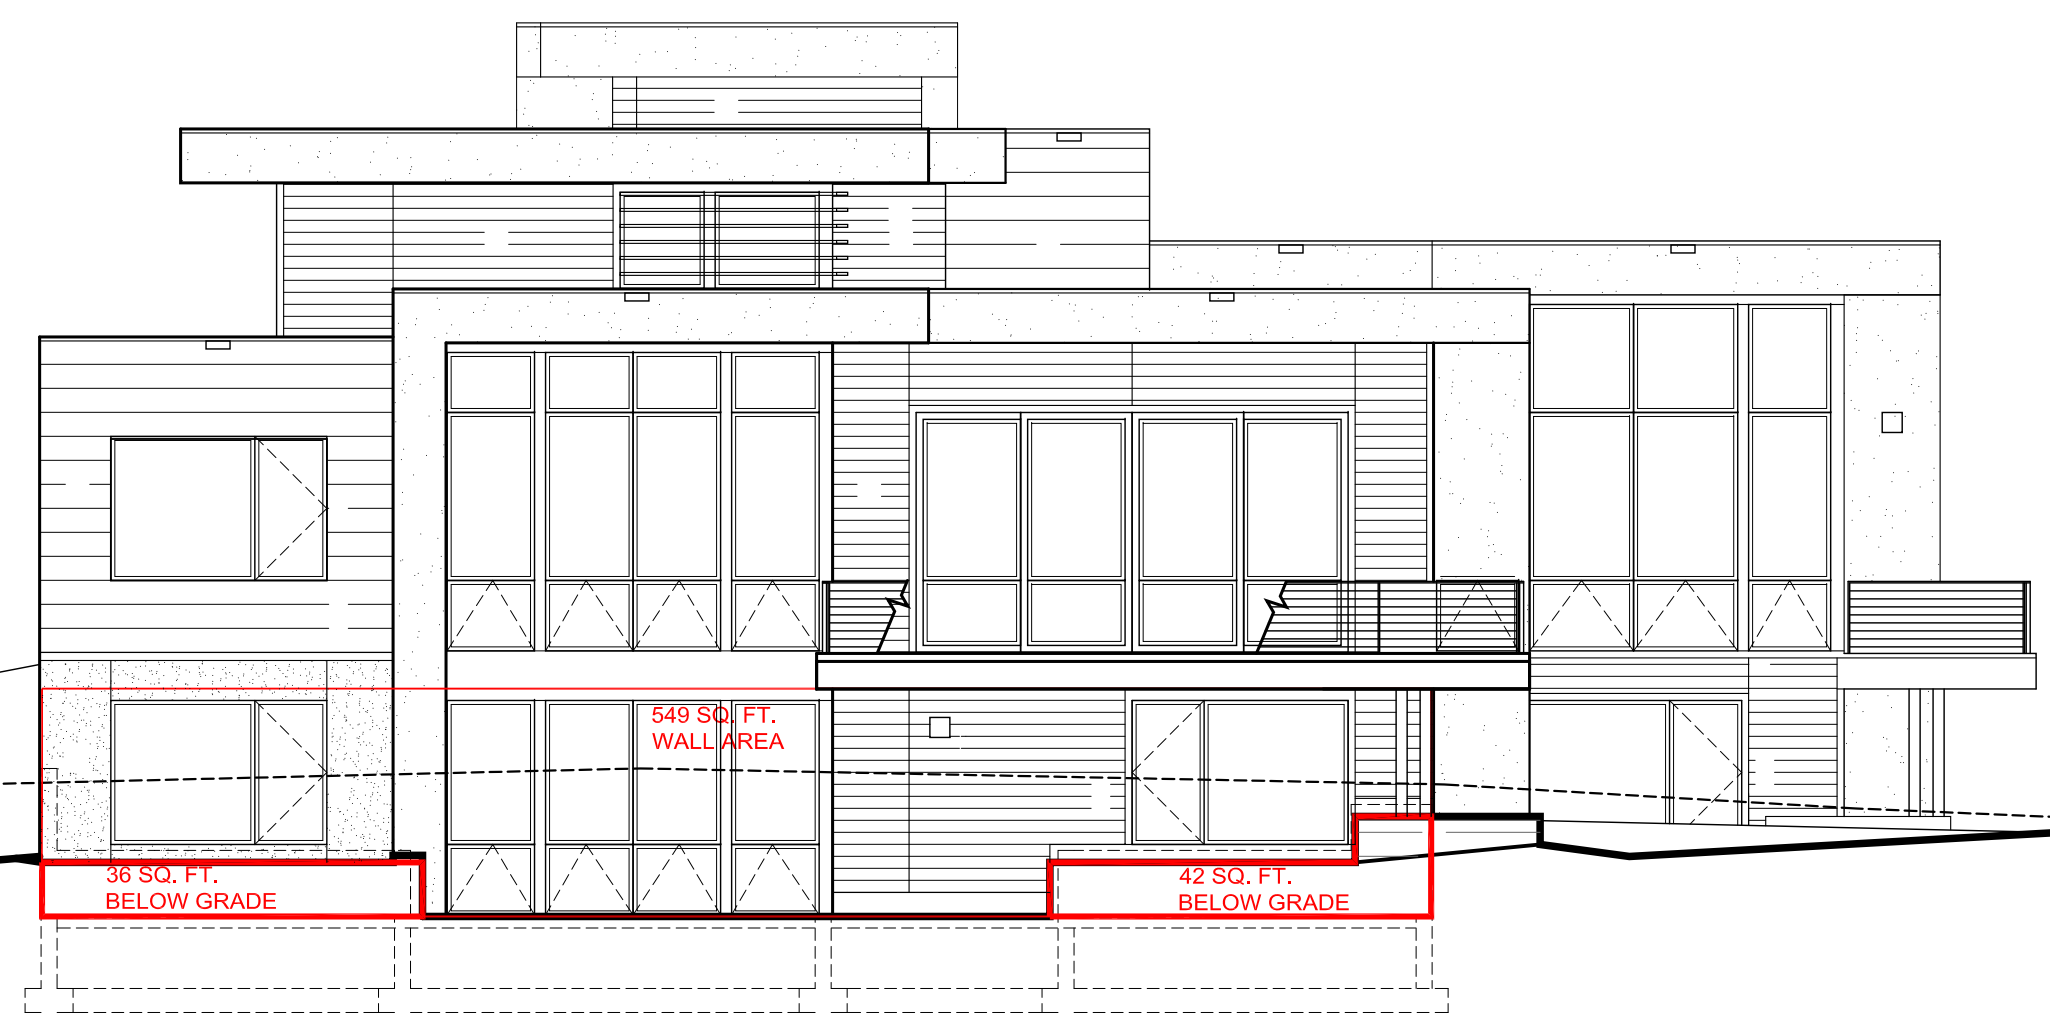 549 SQ. FT.
WALL AREA
36 SQ. FT.
BELOW GRADE
42 SQ. FT.
BELOW GRADE